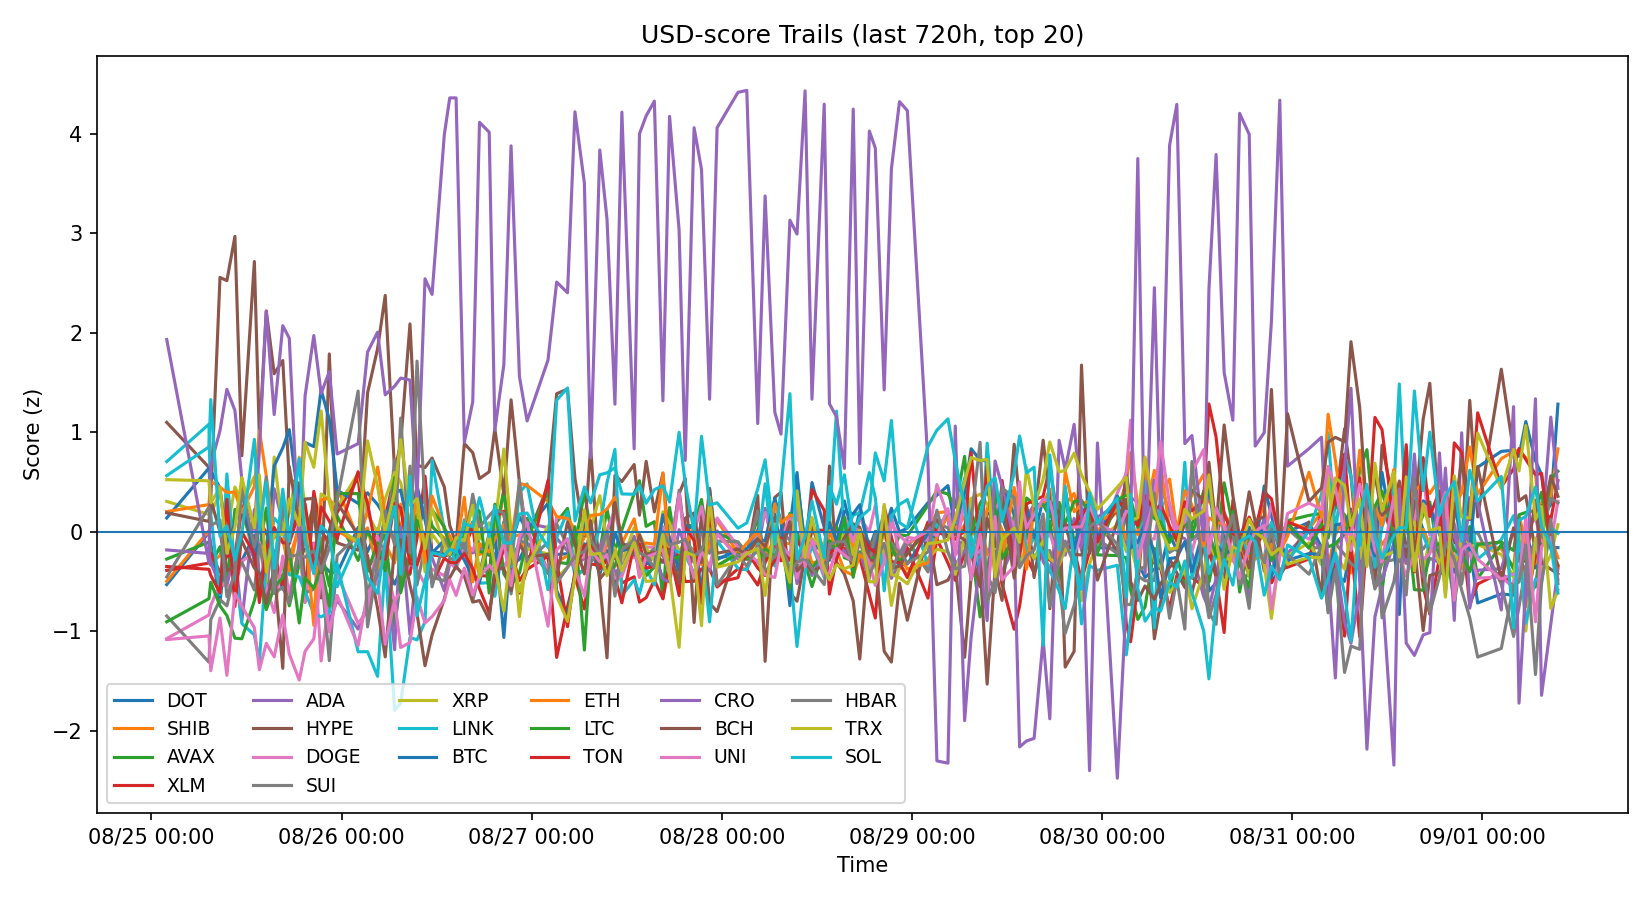 USD-score Trails (last 720h, top 20)
Score (z)
4
3
2
1
0
−1
−2
DOT ADA XRP ETH CRO HBAR
SHIB HYPE LINK LTC BCH TRX
AVAX DOGE BTC TON UNI SOL
XLM SUI
08/25 00:00 08/26 00:00 08/27 00:00 08/28 00:00 08/29 00:00 08/30 00:00 08/31 00:00 09/01 00:00
Time